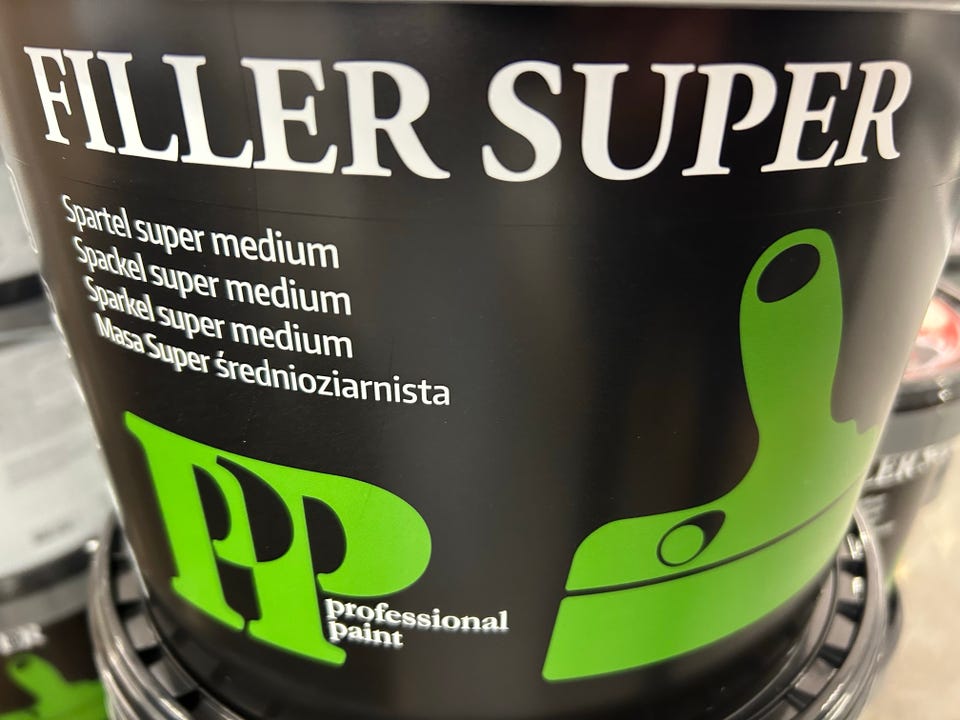 FILLER SUPER
Spartel super medium
Spackel super medium
Sparkel super medium
Masa Super średnioziarnista
PP
professional
paint